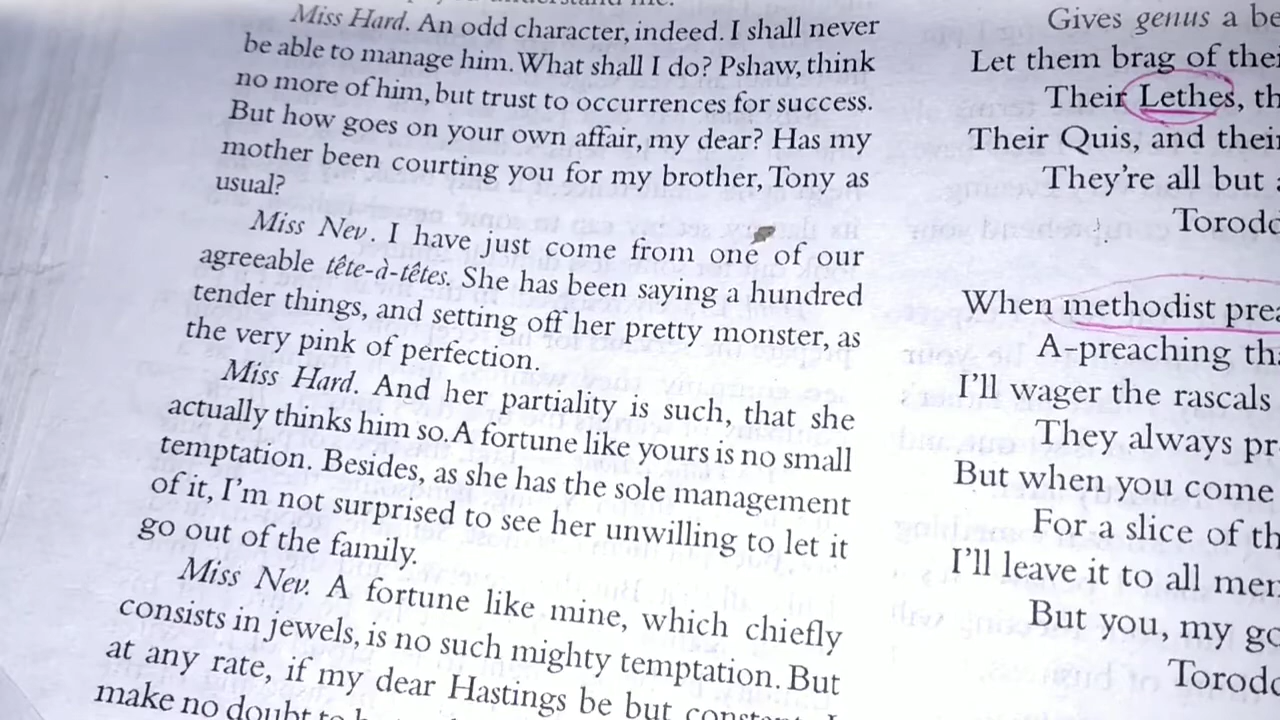 Miss Hard. An odd character, indeed. I shall never
be able to manage him. What shall I do? Pshaw, think
no more of him, but trust to occurrences for success.
But how goes on your own affair, my dear? Has my
mother been courting you for my brother, Tony as
usual?
Miss Nev. I have just come from one of our
agreeable tête-à-têtes. She has been saying a hundred
tender things, and setting off her pretty monster, as
the very pink of perfection.
Miss Hard. And her partiality is such, that she
actually thinks him so. A fortune like yours is no small
temptation. Besides, as she has the sole management
of it, I'm not surprised to see her unwilling to let it
go out of the family.
Miss Nev. A fortune like mine, which chiefly
consists in jewels, is no such mighty temptation. But
at any rate, if my dear Hastings be but
make no doubt to
Gives genus a be
Let them brag of thei
Their Lethes, th
Their Quis, and thei
They're all but
Torodd
When methodist prea
A-preaching tha
I'll wager the rascals
They always pr
But when you come
For a slice of th
I'll leave it to all men
But you, my go
Torodd